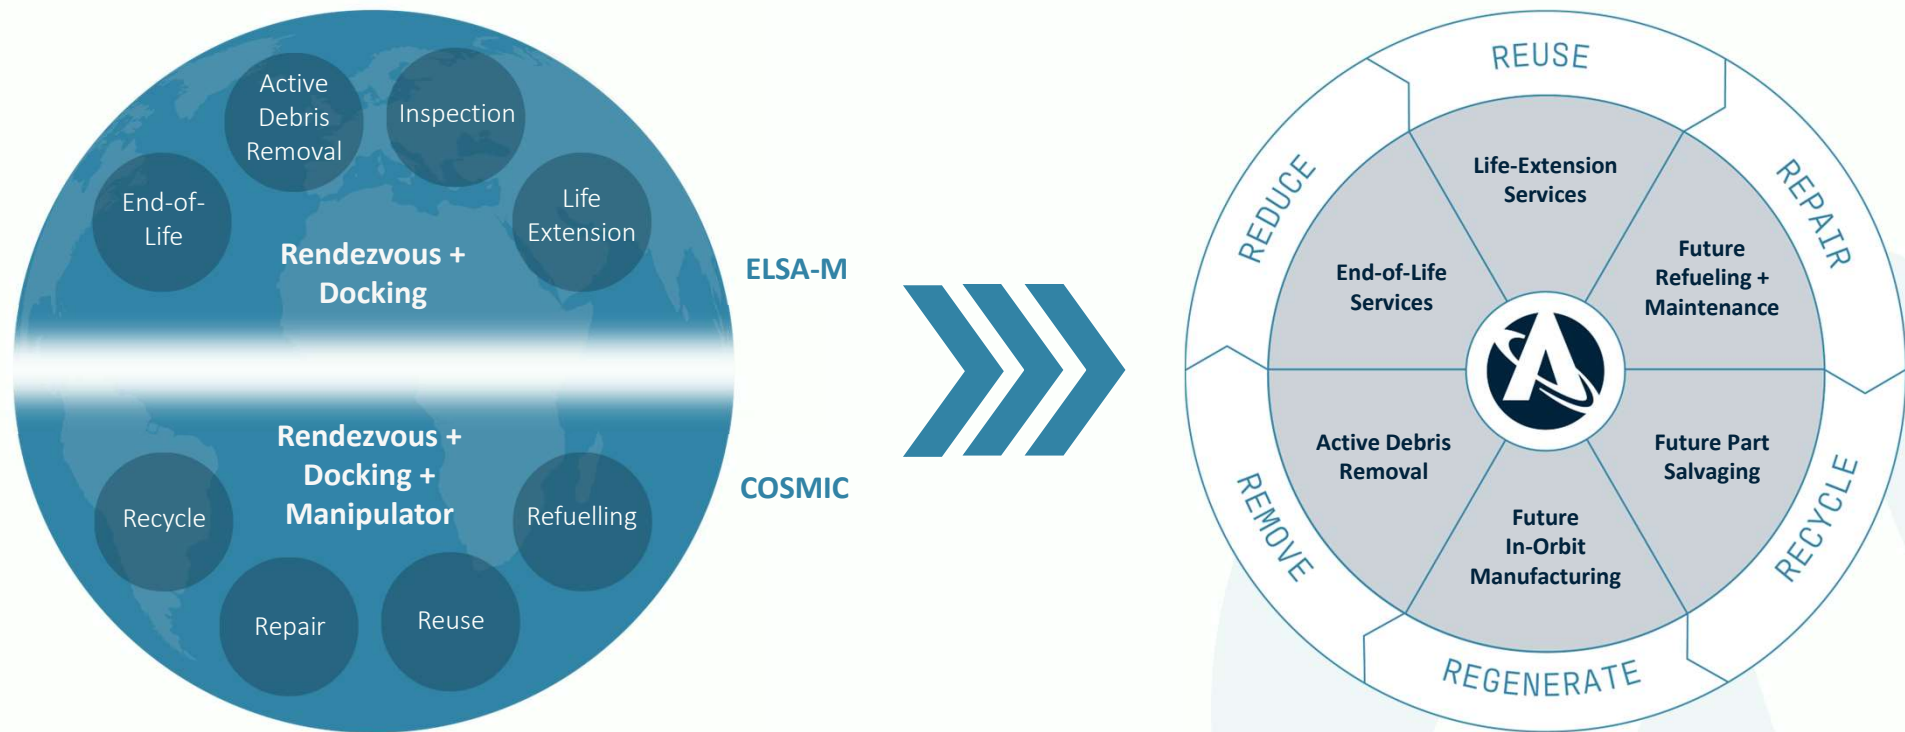 Active
Debris
Removal
Inspection
End-of-
Life
Life
Extension
Rendezvous +
Docking
ELSA-M
Rendezvous +
Docking +
Manipulator
COSMIC
Recycle
Refuelling
Repair
Reuse
REUSE
REDUCE
REPAIR
Life-Extension
Services
End-of-Life
Services
Future
Refueling +
Maintenance
Active Debris
Removal
Future Part
Salvaging
Future
In-Orbit
Manufacturing
REMOVE
RECYCLE
REGENERATE